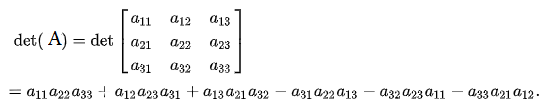 det( A) = det [ a11 a12 a13
a21 a22 a23
a31 a32 a33 ]
= a11a22a33 + a12a23a31 + a13a21a32 − a31a22a13 − a32a23a11 − a33a21a12.